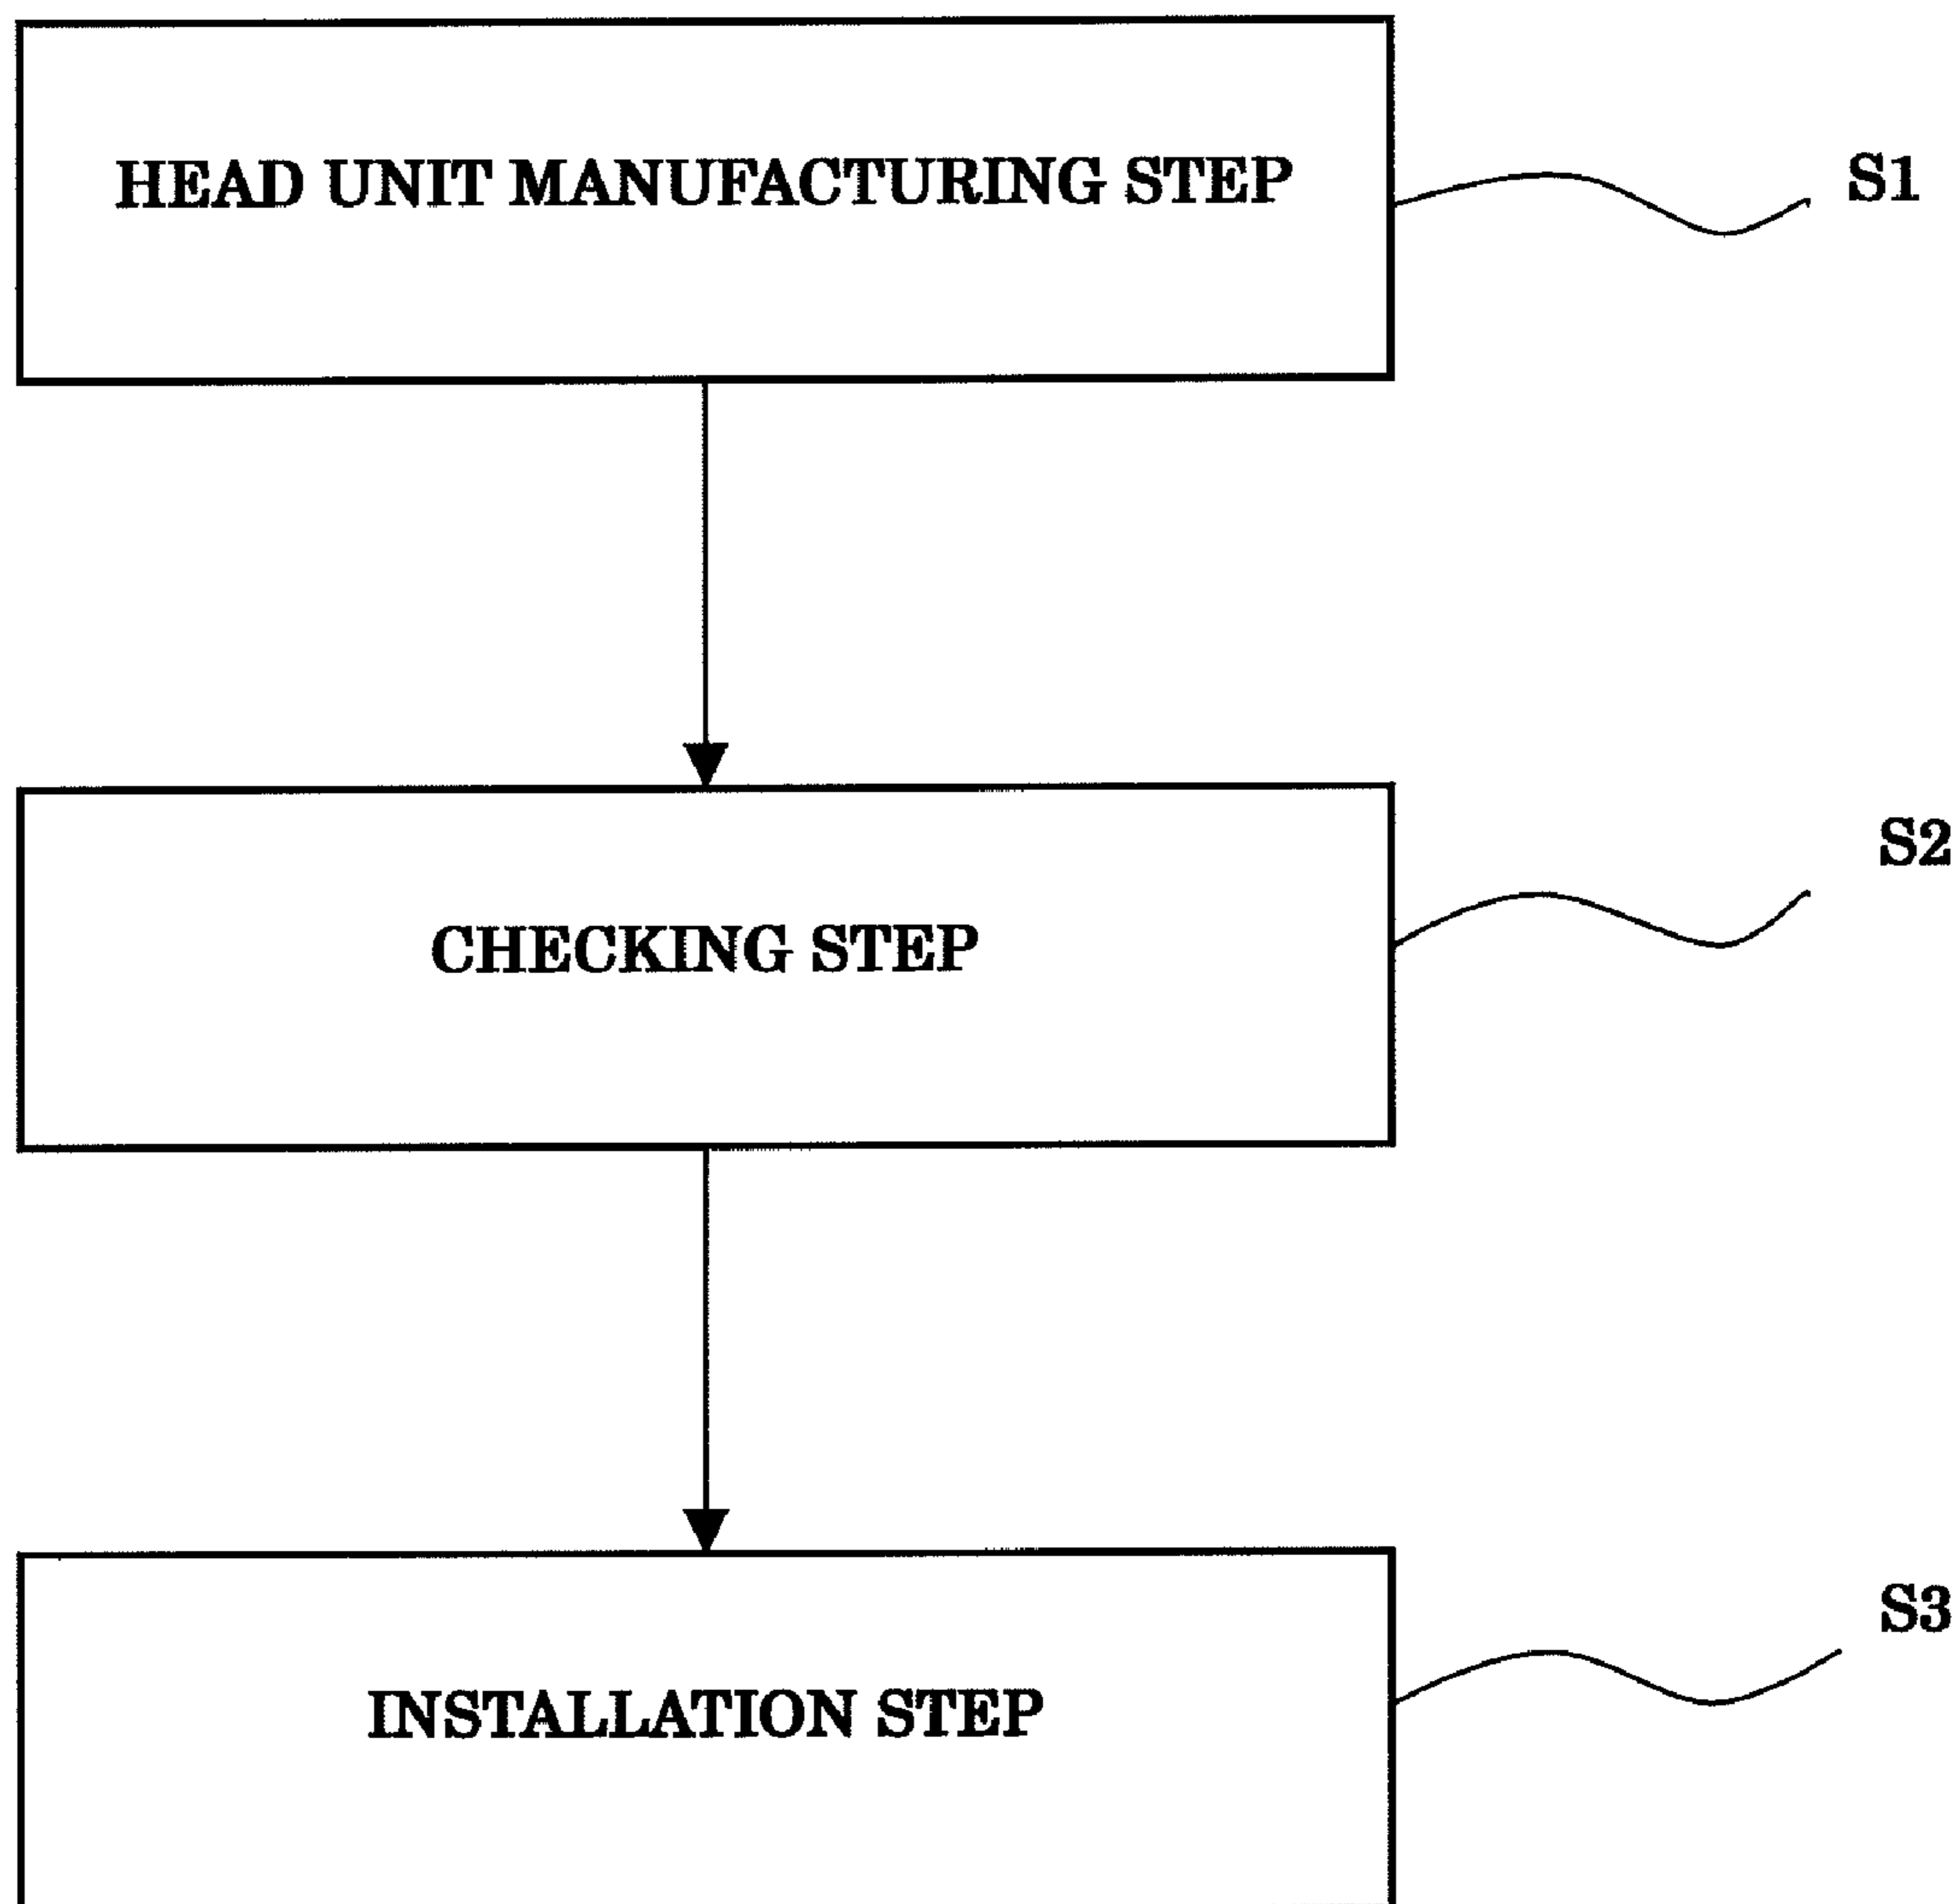 HEAD UNIT MANUFACTURING STEP
S1
S2
CHECKING STEP
S3
INSTALLATION STEP